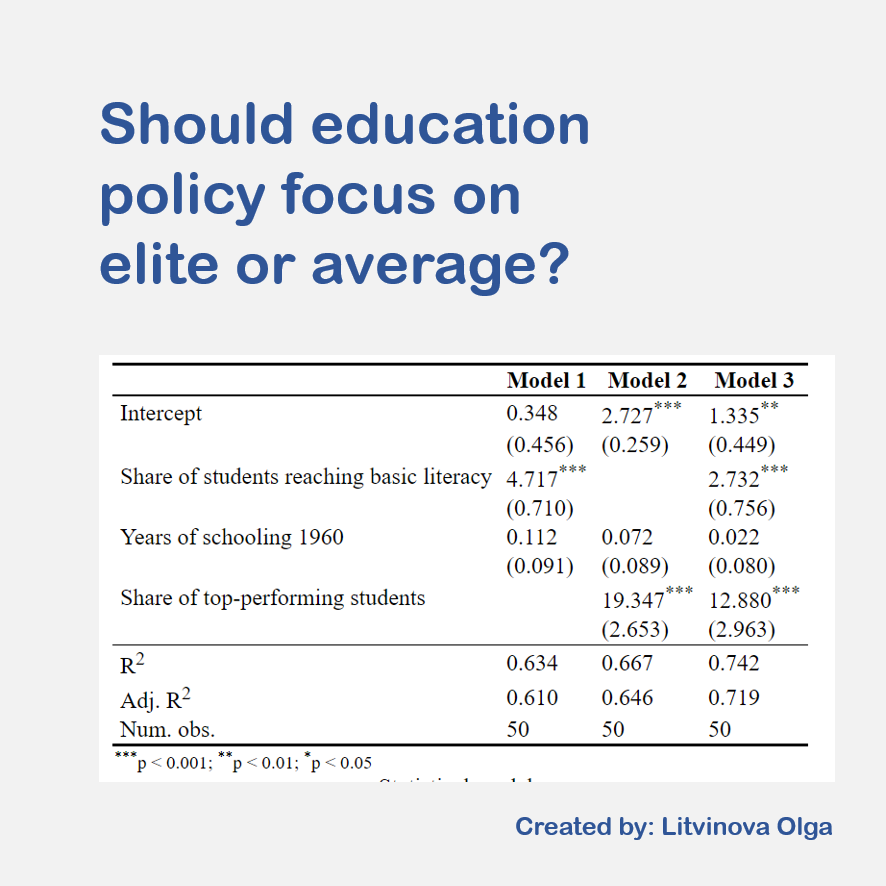 Should education
policy focus on
elite or average?
Model 1 Model 2 Model 3
Intercept 0.348 2.727*** 1.335**
(0.456) (0.259) (0.449)
Share of students reaching basic literacy 4.717*** 2.732***
(0.710) (0.756)
Years of schooling 1960 0.112 0.072 0.022
(0.091) (0.089) (0.080)
Share of top-performing students 19.347*** 12.880***
(2.653) (2.963)
R² 0.634 0.667 0.742
Adj. R² 0.610 0.646 0.719
Num. obs. 50 50 50
***p < 0.001; **p < 0.01; *p < 0.05
Created by: Litvinova Olga